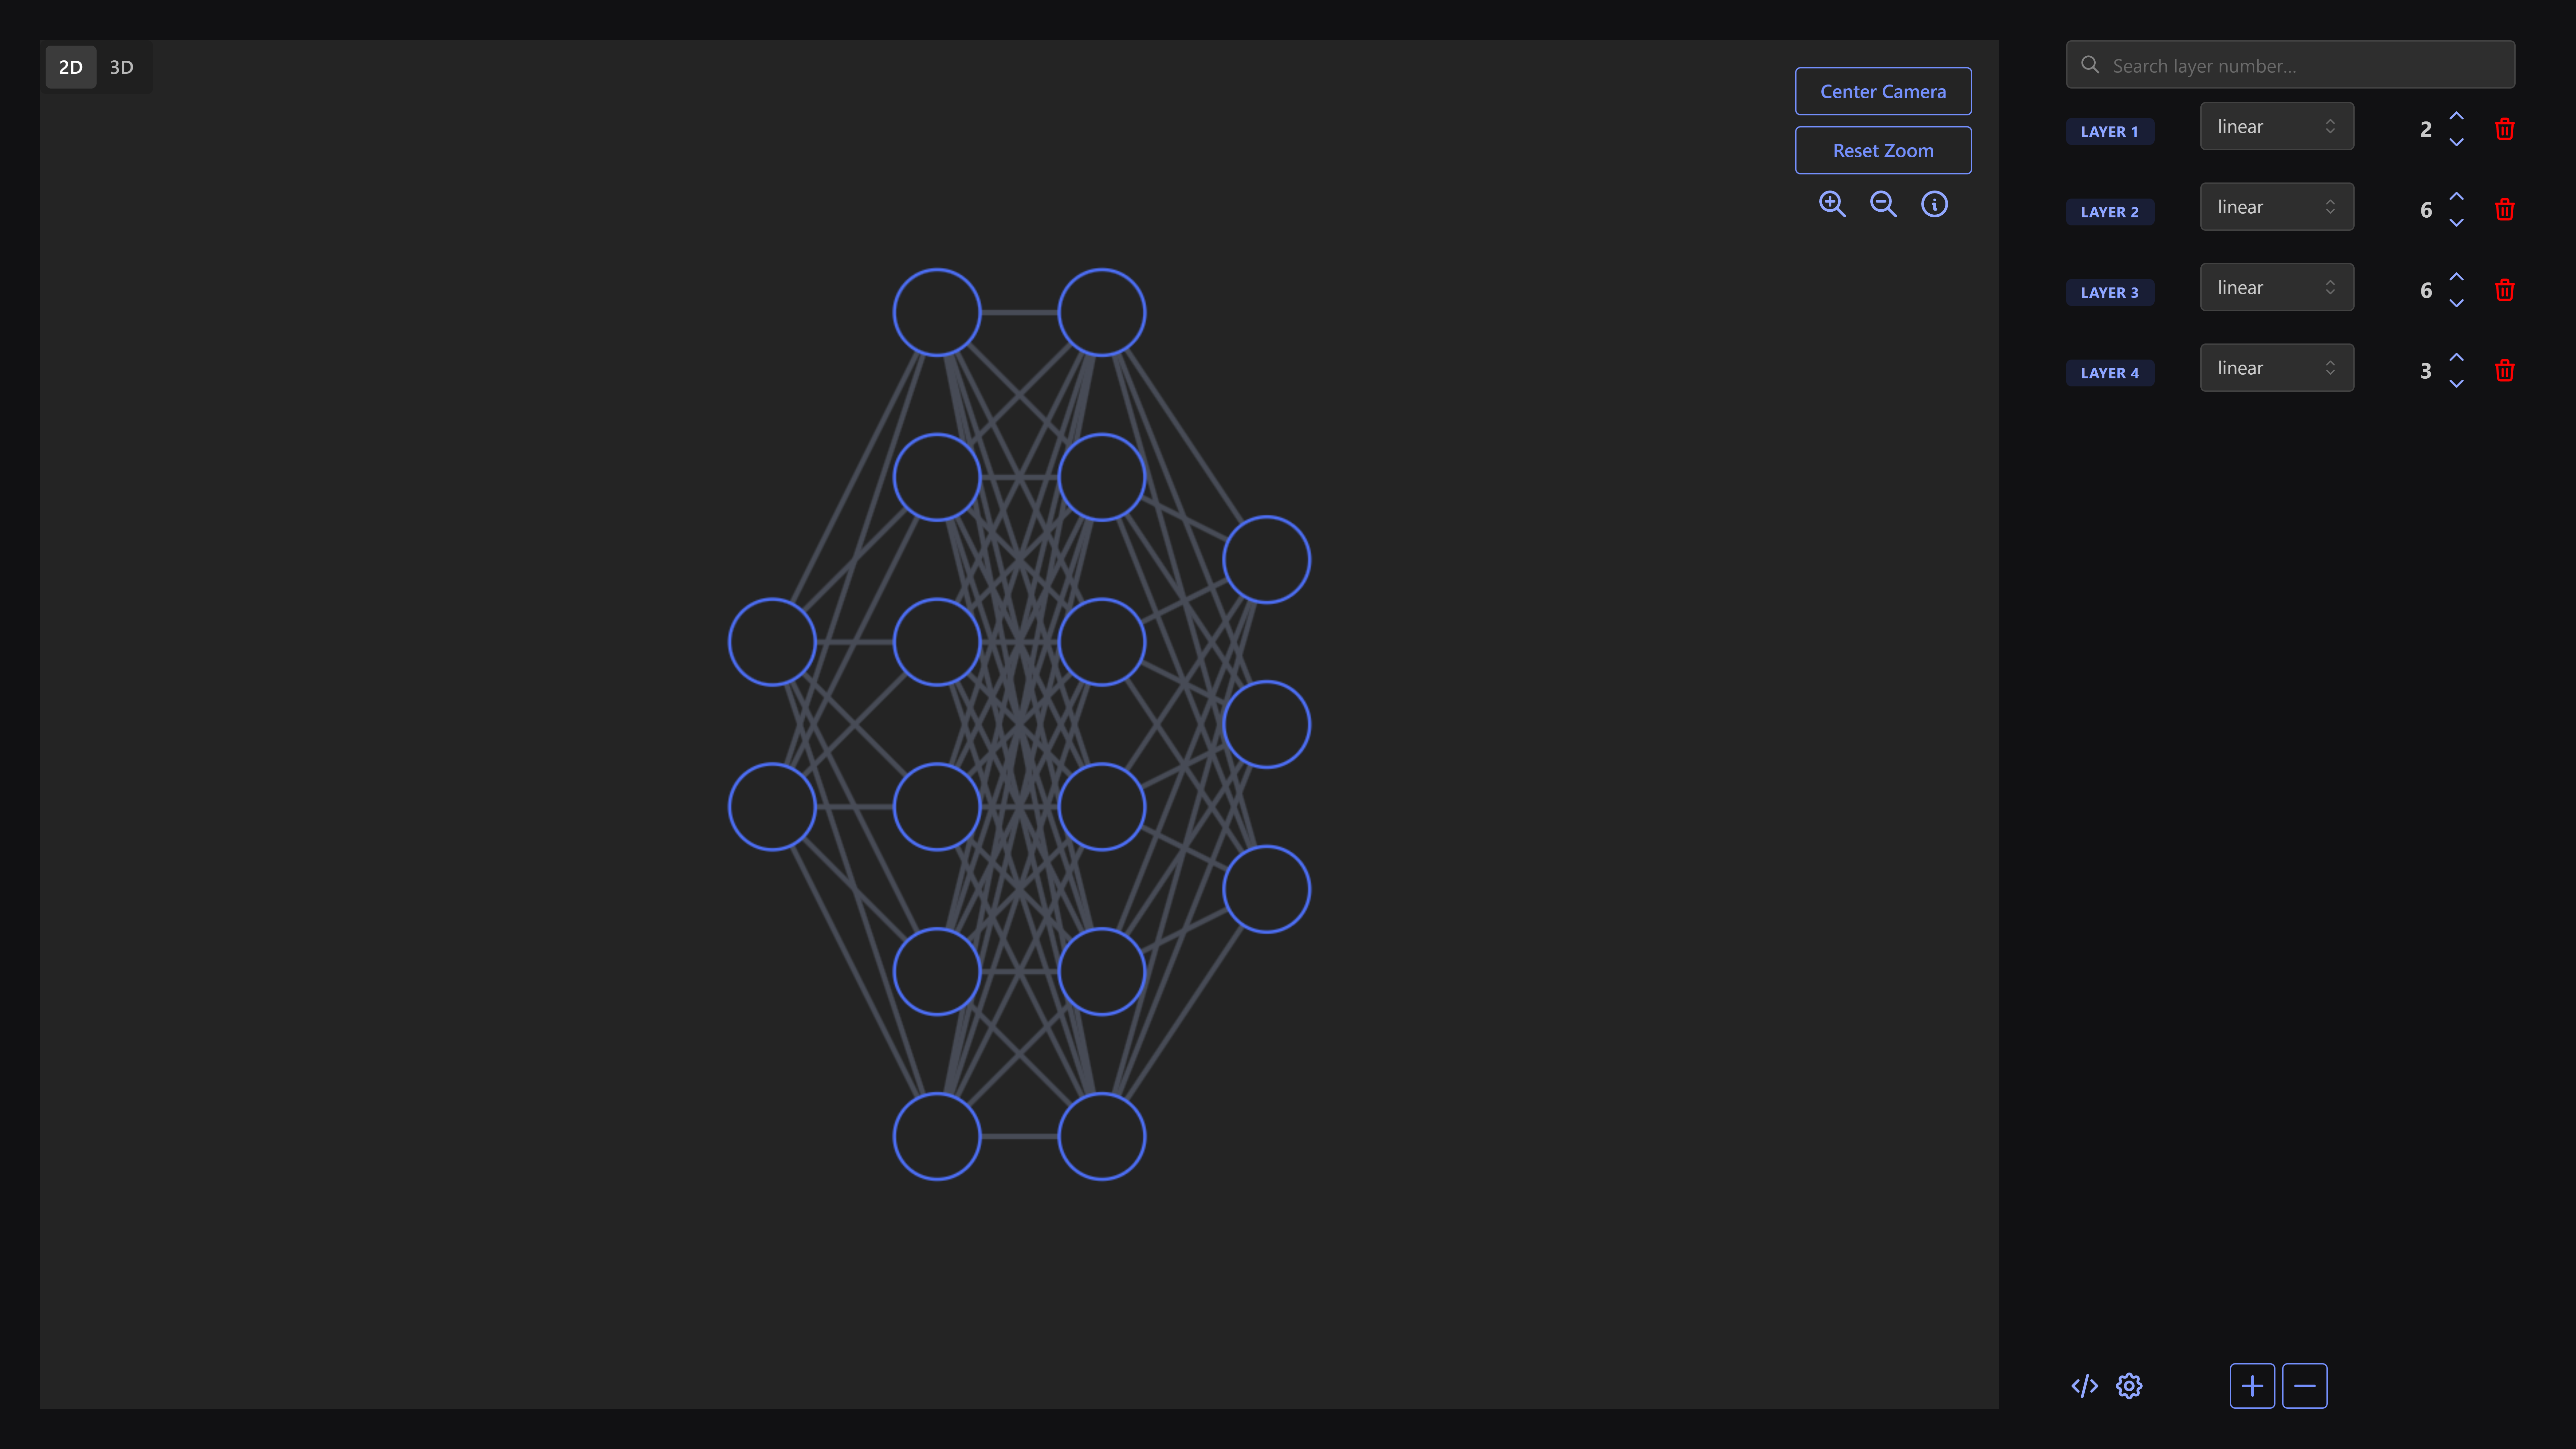 2D 3D
Center Camera
Reset Zoom
Search layer number...
LAYER 1 linear 2
LAYER 2 linear 6
LAYER 3 linear 6
LAYER 4 linear 3